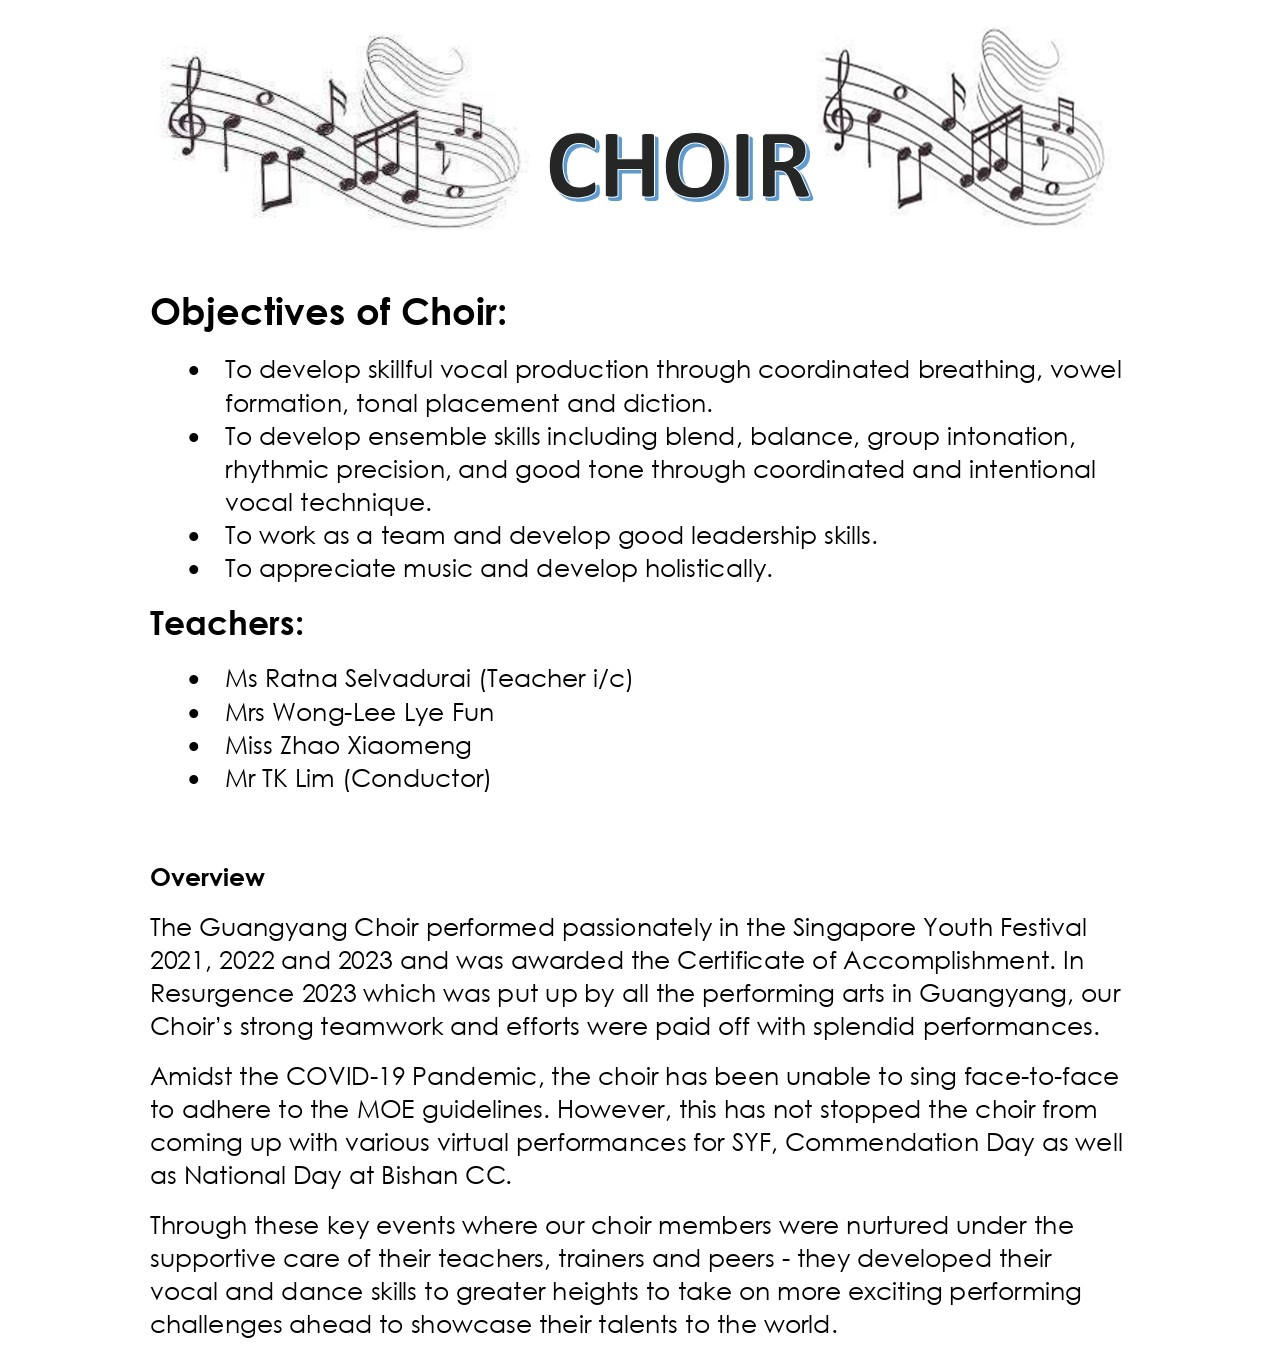 CHOIR
Objectives of Choir:
• To develop skillful vocal production through coordinated breathing, vowel
formation, tonal placement and diction.
• To develop ensemble skills including blend, balance, group intonation,
rhythmic precision, and good tone through coordinated and intentional
vocal technique.
• To work as a team and develop good leadership skills.
• To appreciate music and develop holistically.
Teachers:
• Ms Ratna Selvadurai (Teacher i/c)
• Mrs Wong-Lee Lye Fun
• Miss Zhao Xiaomeng
• Mr TK Lim (Conductor)
Overview
The Guangyang Choir performed passionately in the Singapore Youth Festival
2021, 2022 and 2023 and was awarded the Certificate of Accomplishment. In
Resurgence 2023 which was put up by all the performing arts in Guangyang, our
Choir’s strong teamwork and efforts were paid off with splendid performances.
Amidst the COVID-19 Pandemic, the choir has been unable to sing face-to-face
to adhere to the MOE guidelines. However, this has not stopped the choir from
coming up with various virtual performances for SYF, Commendation Day as well
as National Day at Bishan CC.
Through these key events where our choir members were nurtured under the
supportive care of their teachers, trainers and peers - they developed their
vocal and dance skills to greater heights to take on more exciting performing
challenges ahead to showcase their talents to the world.